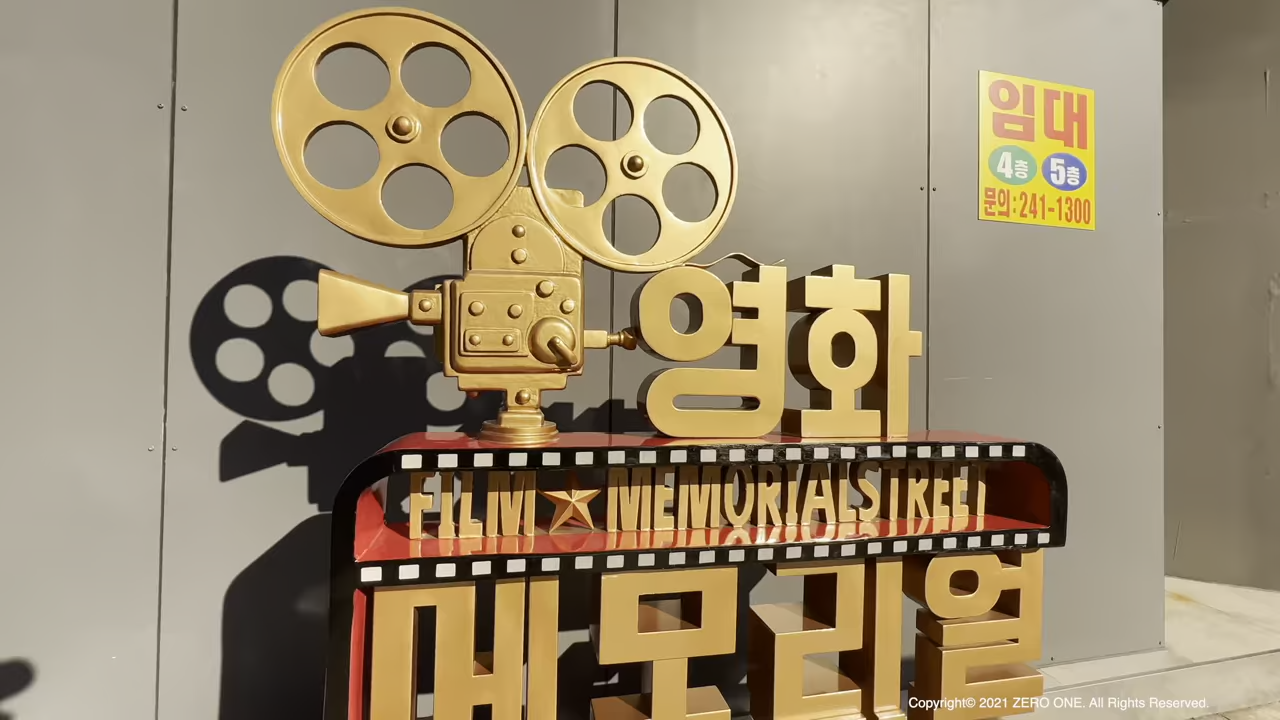 영화
FILM★MEMORIALSTREET
메모리얼
임대
4층 5층
문의:241-1300
Copyright© 2021 ZERO ONE. All Rights Reserved.